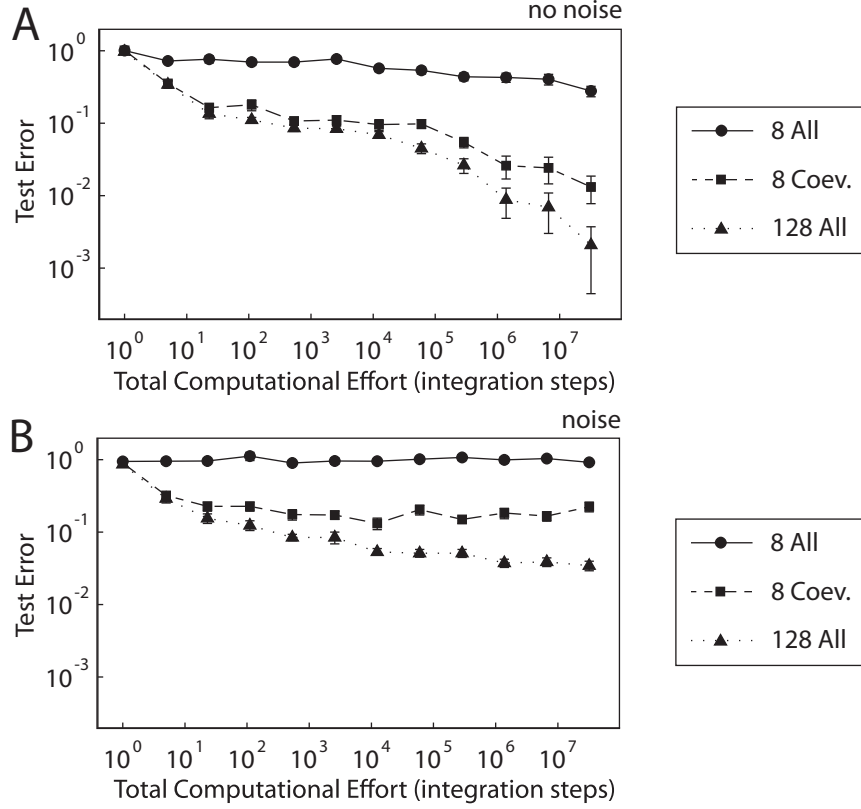 A
no noise
Test Error
10^0
10^-1
10^-2
10^-3
10^0 10^1 10^2 10^3 10^4 10^5 10^6 10^7
Total Computational Effort (integration steps)
8 All
8 Coev.
128 All
B
noise
Test Error
10^0
10^-1
10^-2
10^-3
10^0 10^1 10^2 10^3 10^4 10^5 10^6 10^7
Total Computational Effort (integration steps)
8 All
8 Coev.
128 All